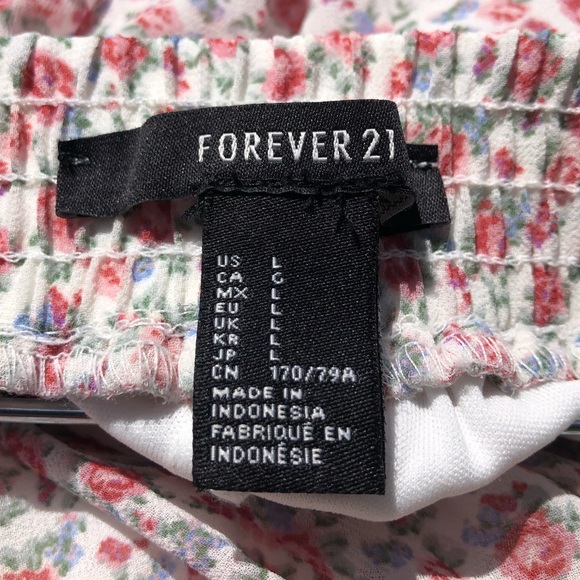 FOREVER 21
US L
CA G
MX L
EU L
UK L
KR L
JP L
CN 170/79A
MADE IN
INDONESIA
FABRIQUÉ EN
INDONÉSIE